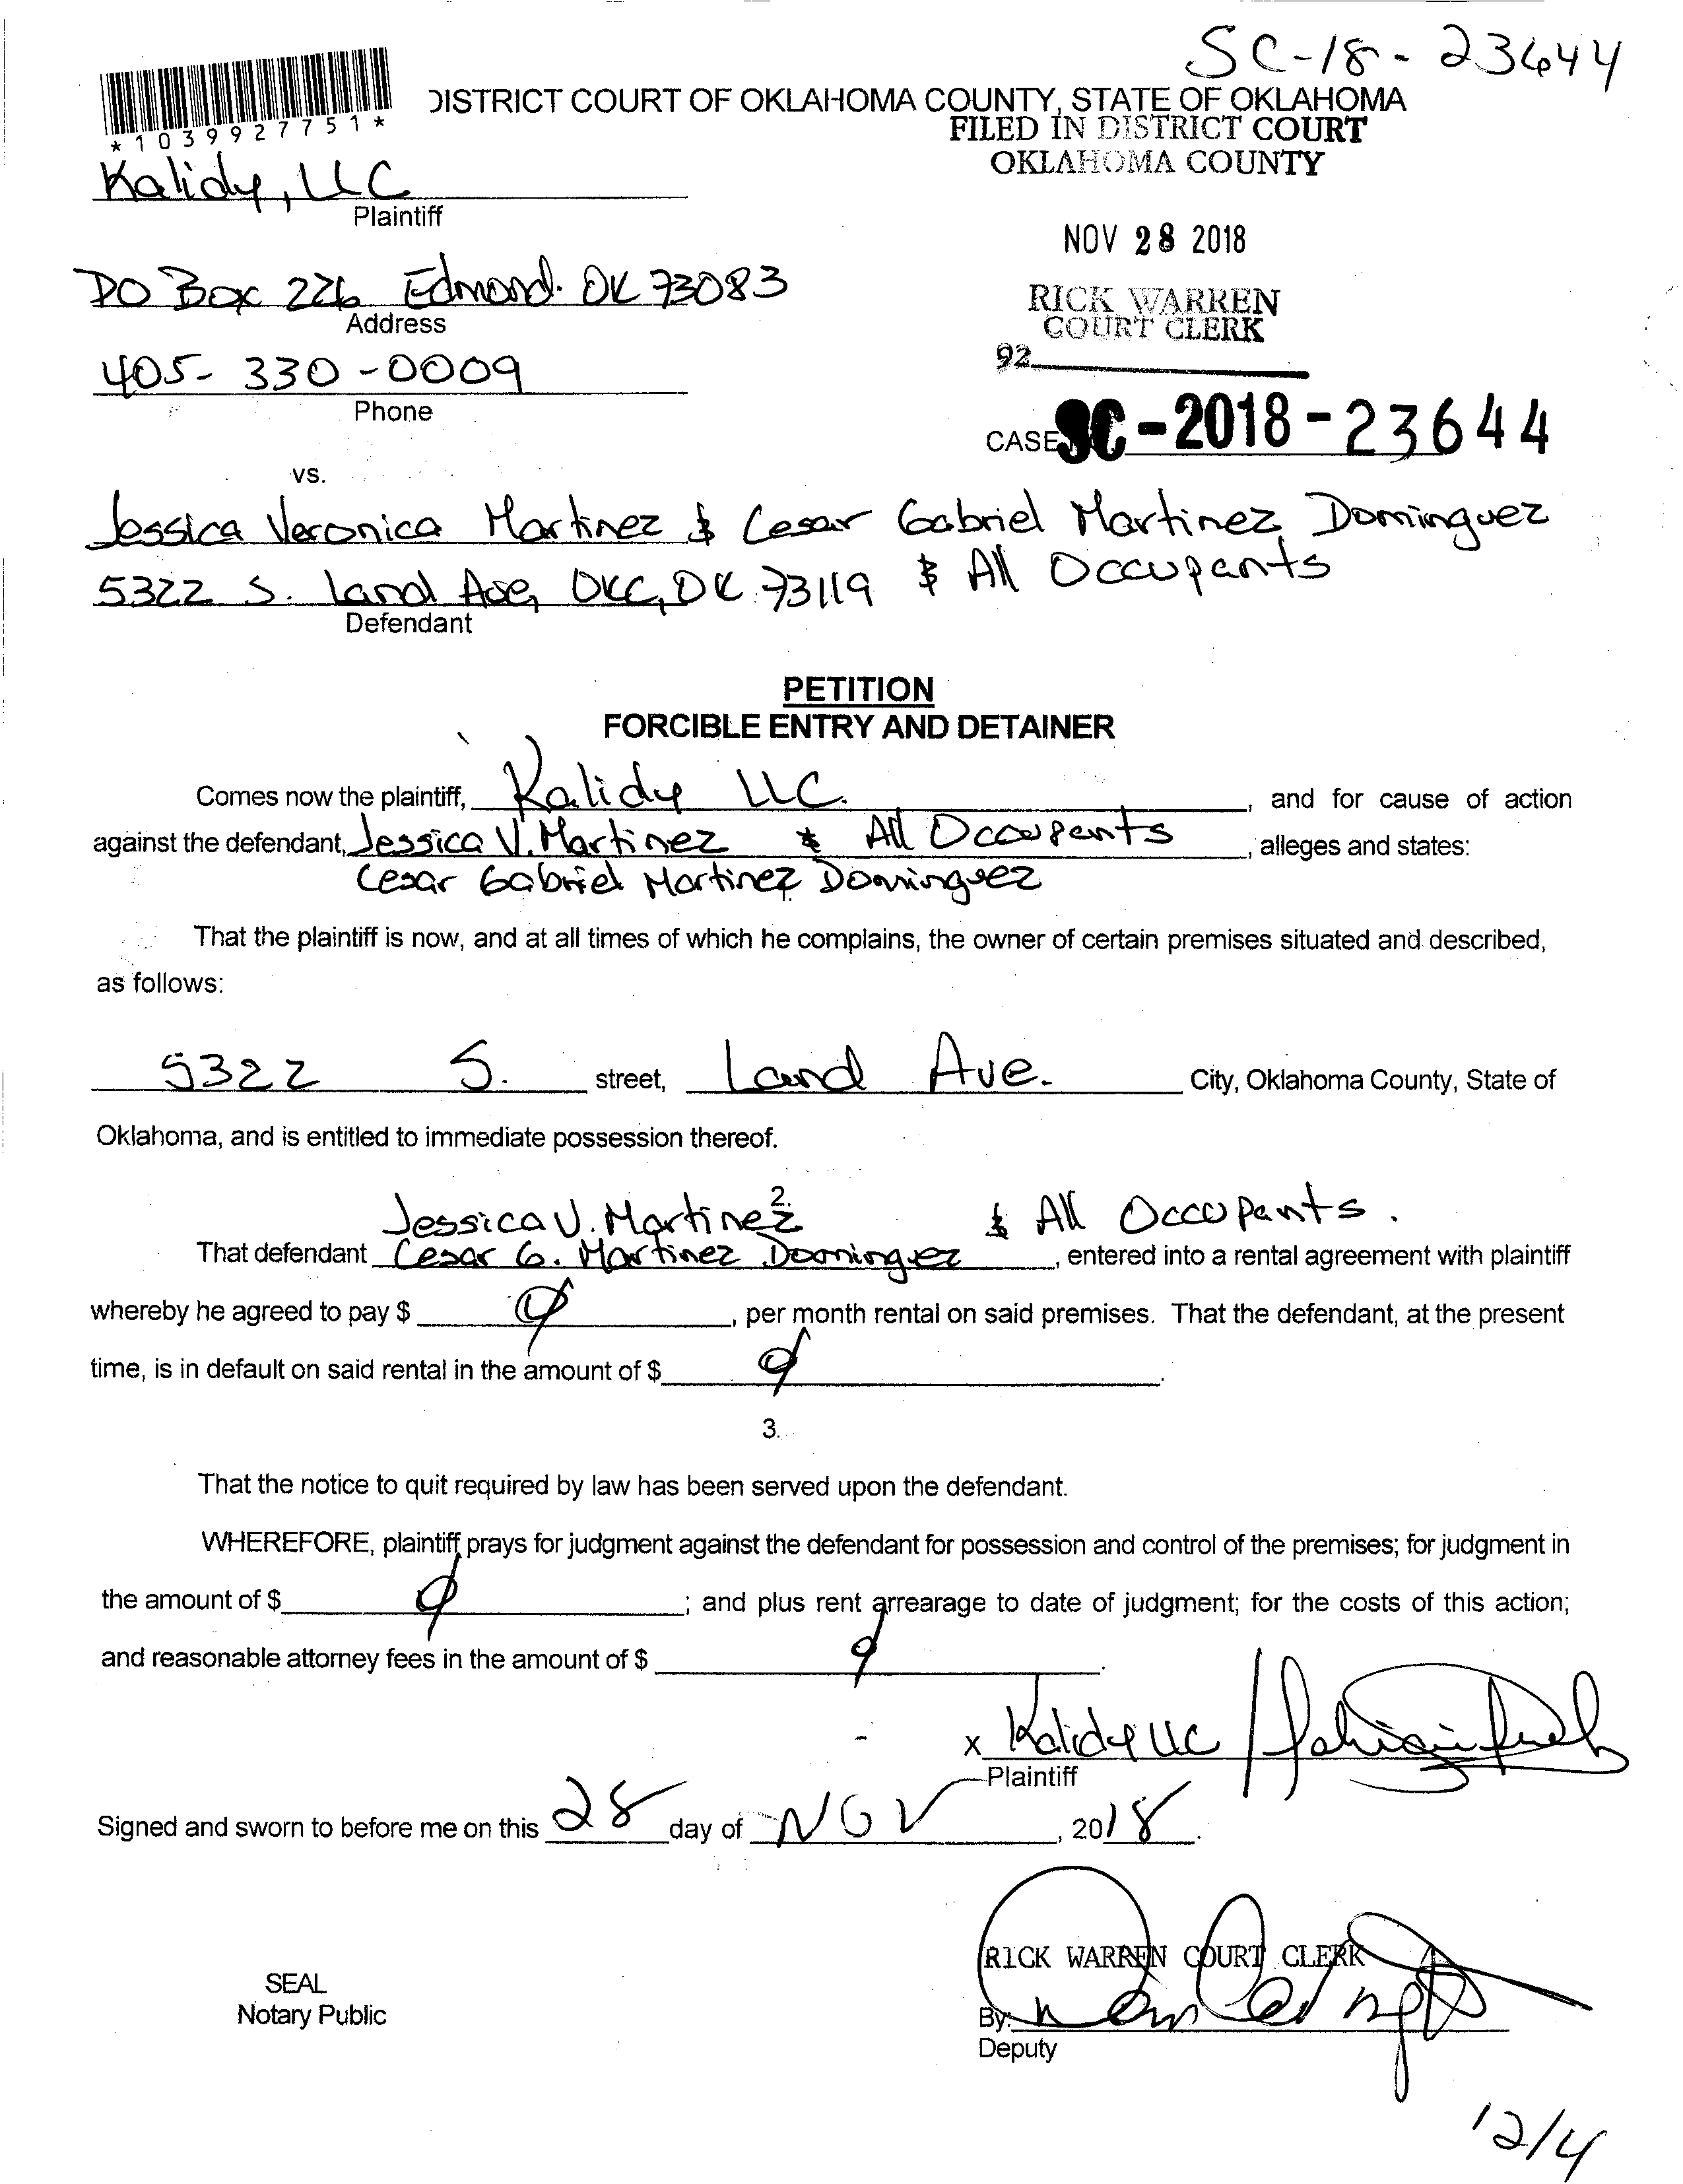 SC-18-23644
*1039927751*
DISTRICT COURT OF OKLAHOMA COUNTY, STATE OF OKLAHOMA
FILED IN DISTRICT COURT
OKLAHOMA COUNTY
Kalidy, LLC
Plaintiff
NOV 28 2018
PO Box 226 Edmond. OK 73083
Address
RICK WARREN
COURT CLERK
92
405-330-0009
Phone
CASE SC-2018-23644
vs.
Jessica Veronica Martinez & Cesar Gabriel Martinez Dominguez
5322 S. Land Ave, OKC, OK 73119 & All Occupants
Defendant
PETITION
FORCIBLE ENTRY AND DETAINER
Comes now the plaintiff, Kalidy LLC. , and for cause of action
against the defendant, Jessica V. Martinez & All Occupants , alleges and states:
Cesar Gabriel Martinez Dominguez
That the plaintiff is now, and at all times of which he complains, the owner of certain premises situated and described,
as follows:
5322 S. street, Land Ave. City, Oklahoma County, State of
Oklahoma, and is entitled to immediate possession thereof.
2.
Jessica V. Martinez & All Occupants.
That defendant Cesar G. Martinez Dominguez , entered into a rental agreement with plaintiff
whereby he agreed to pay $ Ø , per month rental on said premises. That the defendant, at the present
time, is in default on said rental in the amount of $ Ø .
3.
That the notice to quit required by law has been served upon the defendant.
WHEREFORE, plaintiff prays for judgment against the defendant for possession and control of the premises; for judgment in
the amount of $ Ø ; and plus rent arrearage to date of judgment; for the costs of this action;
and reasonable attorney fees in the amount of $ Ø .
x Kalidy LLC /
Plaintiff
Signed and sworn to before me on this 28 day of NOV , 2018 .
RICK WARREN COURT CLERK
SEAL
Notary Public
By:
Deputy
12/4